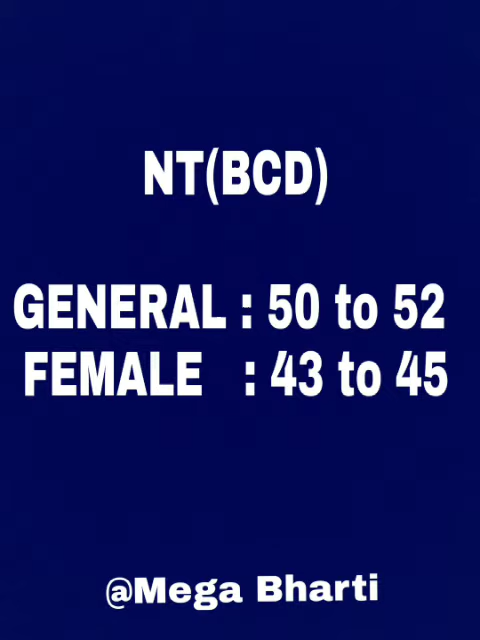 NT(BCD)
GENERAL : 50 to 52
FEMALE : 43 to 45
@Mega Bharti